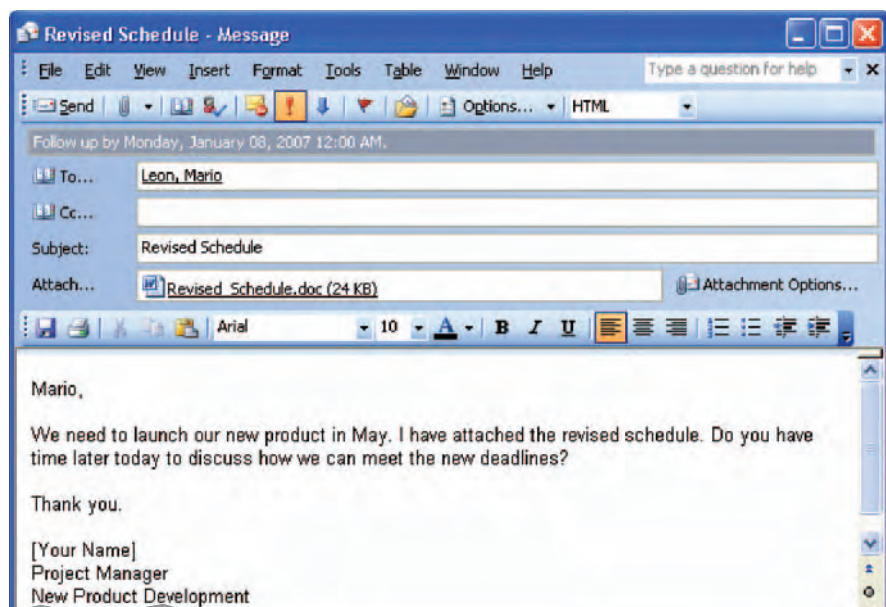 Revised Schedule - Message
File Edit View Insert Format Tools Table Window Help Type a question for help
Send Options... HTML
Follow up by Monday, January 08, 2007 12:00 AM.
To... Leon, Mario
Cc...
Subject: Revised Schedule
Attach... Revised_Schedule.doc (24 KB) Attachment Options...
Arial 10 A B I U
Mario,
We need to launch our new product in May. I have attached the revised schedule. Do you have
time later today to discuss how we can meet the new deadlines?
Thank you.
[Your Name]
Project Manager
New Product Development